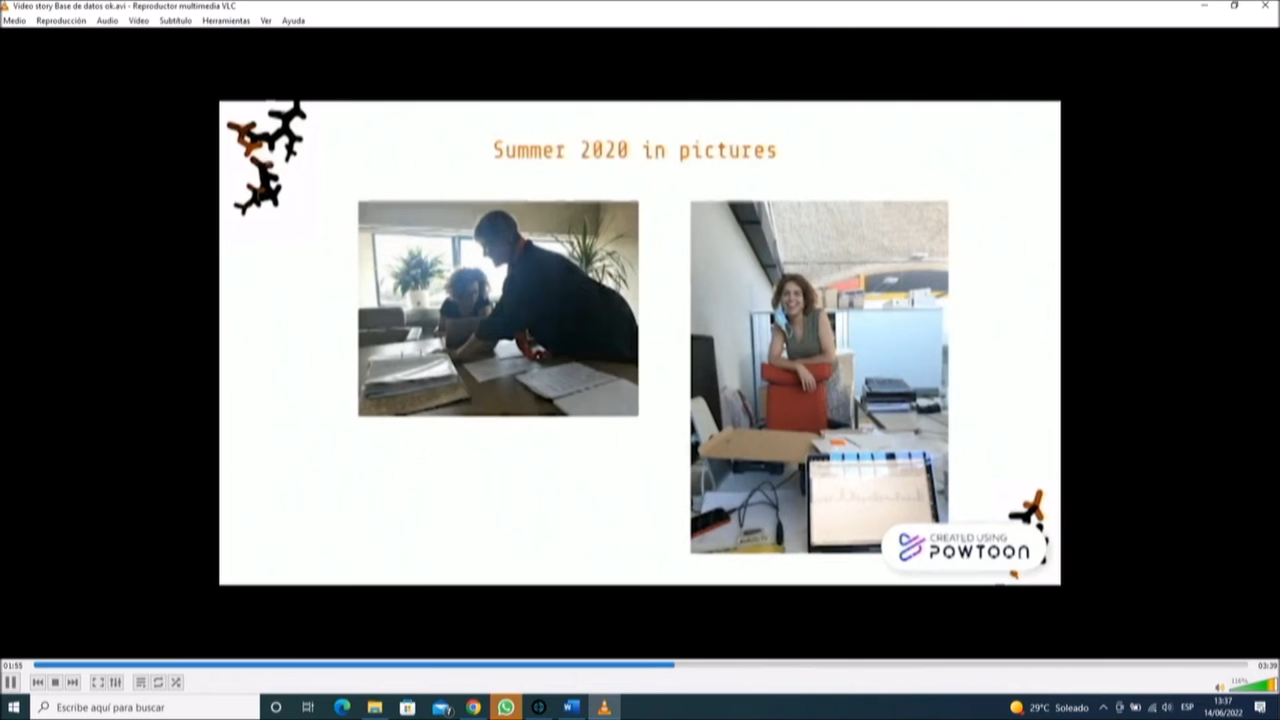 Video story Base de datos ok.avi - Reproductor multimedia VLC
Medio Reproducción Audio Vídeo Subtítulo Herramientas Ver Ayuda
Summer 2020 in pictures
CREATED USING
POWTOON
01:55
03:39
116%
Escribe aquí para buscar
29°C Soleado
ESP
13:37
14/06/2022